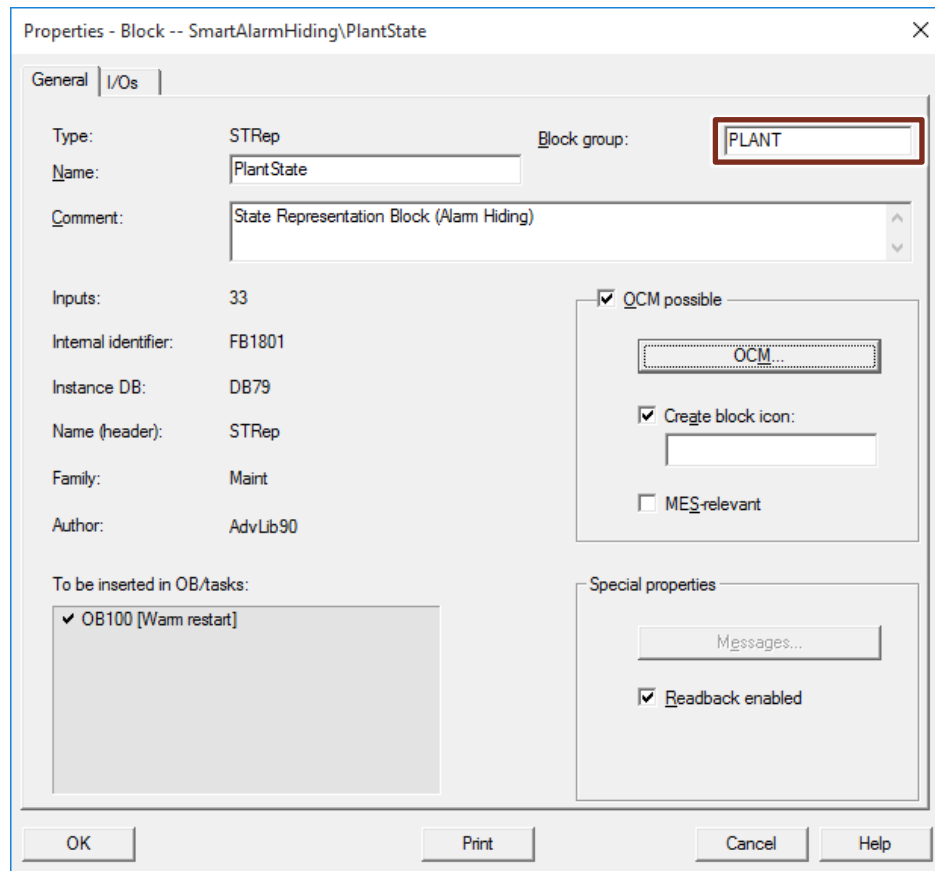 Properties - Block -- SmartAlarmHiding\PlantState
General I/Os
Type: STRep Block group: PLANT
Name: PlantState
Comment: State Representation Block (Alarm Hiding)
Inputs: 33
OCM possible
Internal identifier: FB1801
OCM...
Instance DB: DB79
Create block icon:
Name (header): STRep
Family: Maint
MES-relevant
Author: AdvLib90
To be inserted in OB/tasks:
Special properties
OB100 [Warm restart]
Messages...
Readback enabled
OK Print Cancel Help